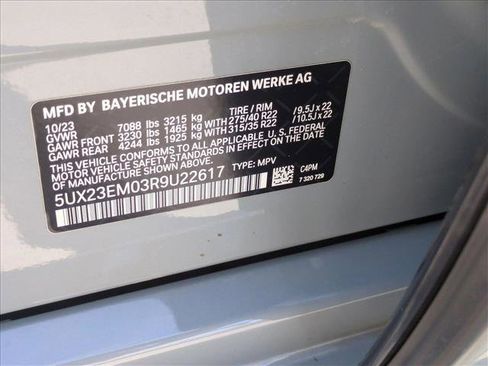 MFD BY BAYERISCHE MOTOREN WERKE AG
10/23 7088 lbs 3215 kg TIRE / RIM
GVWR
GAWR FRONT 3230 lbs 1465 kg 275/40 R22 /9.5J x 22
GAWR REAR 4244 lbs 1925 kg 315/35 R22 /10.5J x 22
THIS VEHICLE CONFORMS TO ALL APPLICABLE U.S. FEDERAL
MOTOR VEHICLE SAFETY STANDARDS IN EFFECT ON THE
DATE OF MANUFACTURE SHOWN ABOVE.
5UX23EM03R9U22617 TYPE: MPV C4PM
7 320 729